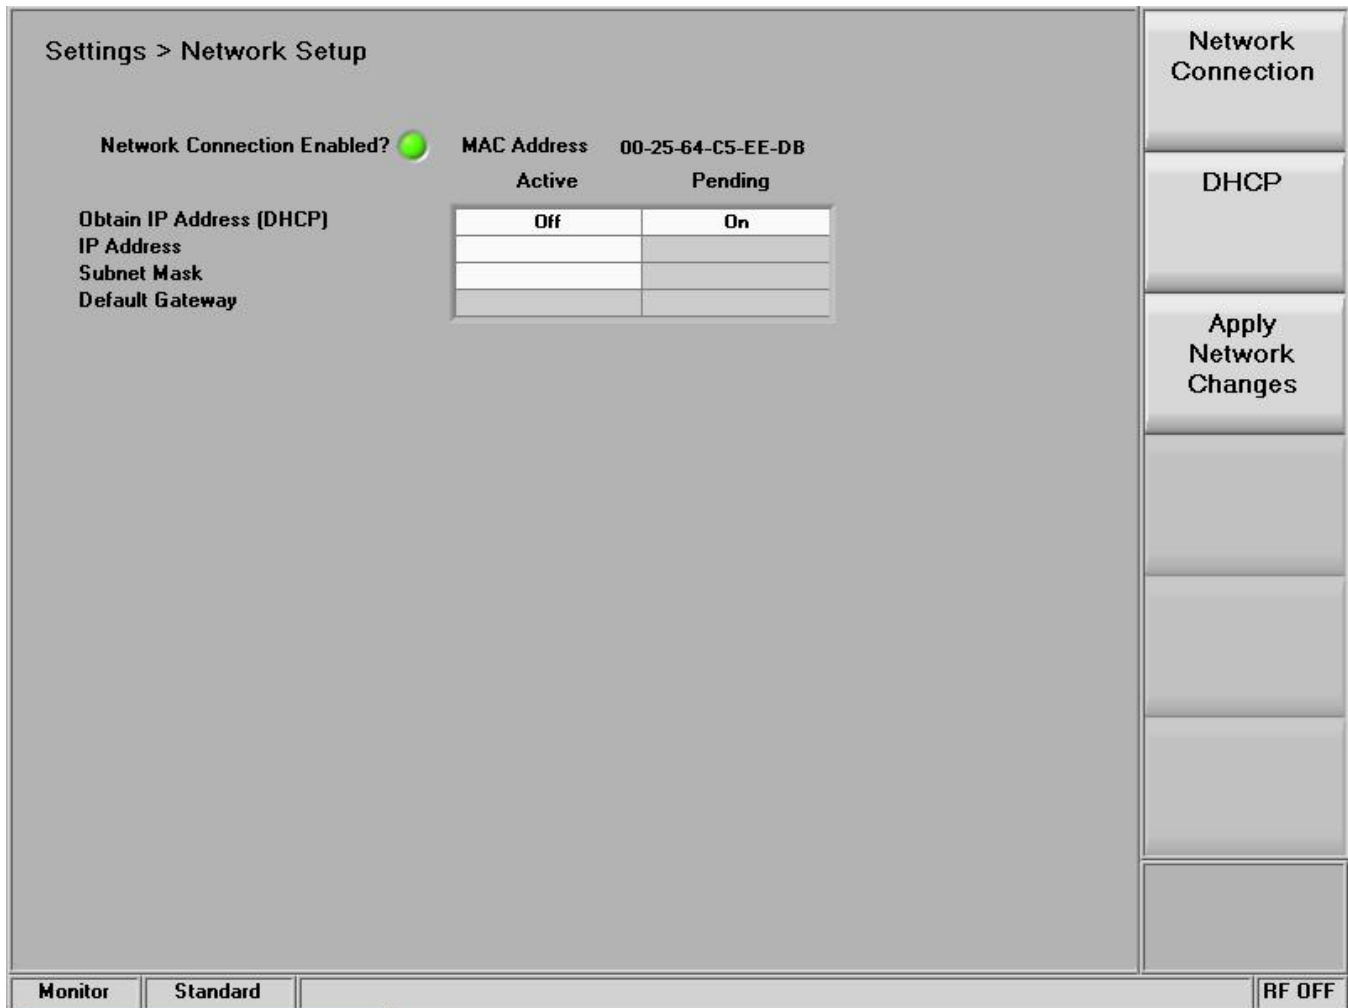 Settings > Network Setup
Network Connection Enabled? MAC Address 00-25-64-C5-EE-DB
Active Pending
Obtain IP Address (DHCP) Off On
IP Address
Subnet Mask
Default Gateway
Network
Connection
DHCP
Apply
Network
Changes
Monitor Standard RF OFF